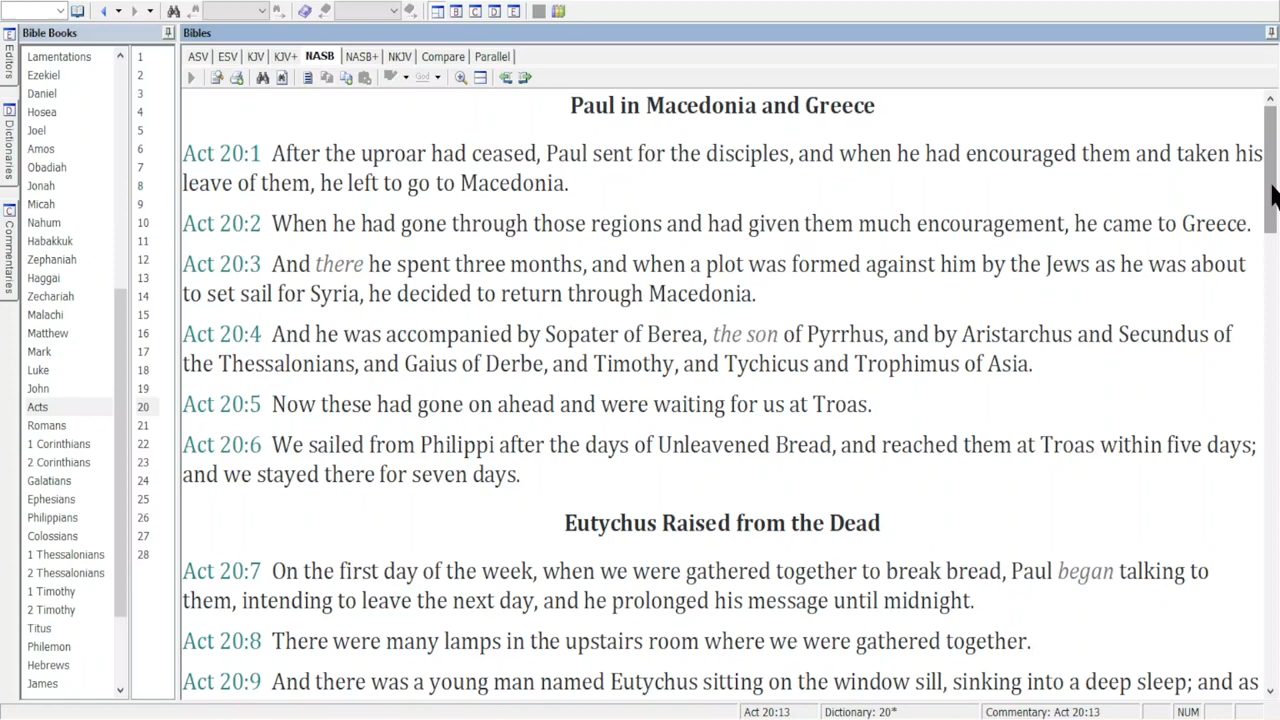 Bible Books
Bibles
Editors
Dictionaries
Commentaries
Lamentations
Ezekiel
Daniel
Hosea
Joel
Amos
Obadiah
Jonah
Micah
Nahum
Habakkuk
Zephaniah
Haggai
Zechariah
Malachi
Matthew
Mark
Luke
John
Acts
Romans
1 Corinthians
2 Corinthians
Galatians
Ephesians
Philippians
Colossians
1 Thessalonians
2 Thessalonians
1 Timothy
2 Timothy
Titus
Philemon
Hebrews
James
1
2
3
4
5
6
7
8
9
10
11
12
13
14
15
16
17
18
19
20
21
22
23
24
25
26
27
28
ASV ESV KJV KJV+ NASB NASB+ NKJV Compare Parallel
God
Paul in Macedonia and Greece
Act 20:1 After the uproar had ceased, Paul sent for the disciples, and when he had encouraged them and taken his
leave of them, he left to go to Macedonia.
Act 20:2 When he had gone through those regions and had given them much encouragement, he came to Greece.
Act 20:3 And there he spent three months, and when a plot was formed against him by the Jews as he was about
to set sail for Syria, he decided to return through Macedonia.
Act 20:4 And he was accompanied by Sopater of Berea, the son of Pyrrhus, and by Aristarchus and Secundus of
the Thessalonians, and Gaius of Derbe, and Timothy, and Tychicus and Trophimus of Asia.
Act 20:5 Now these had gone on ahead and were waiting for us at Troas.
Act 20:6 We sailed from Philippi after the days of Unleavened Bread, and reached them at Troas within five days;
and we stayed there for seven days.
Eutychus Raised from the Dead
Act 20:7 On the first day of the week, when we were gathered together to break bread, Paul began talking to
them, intending to leave the next day, and he prolonged his message until midnight.
Act 20:8 There were many lamps in the upstairs room where we were gathered together.
Act 20:9 And there was a young man named Eutychus sitting on the window sill, sinking into a deep sleep; and as
Act 20:13 Dictionary: 20* Commentary: Act 20:13 NUM